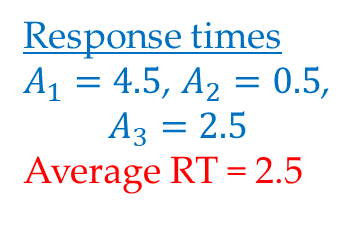 Response times
A₁ = 4.5, A₂ = 0.5,
A₃ = 2.5
Average RT = 2.5